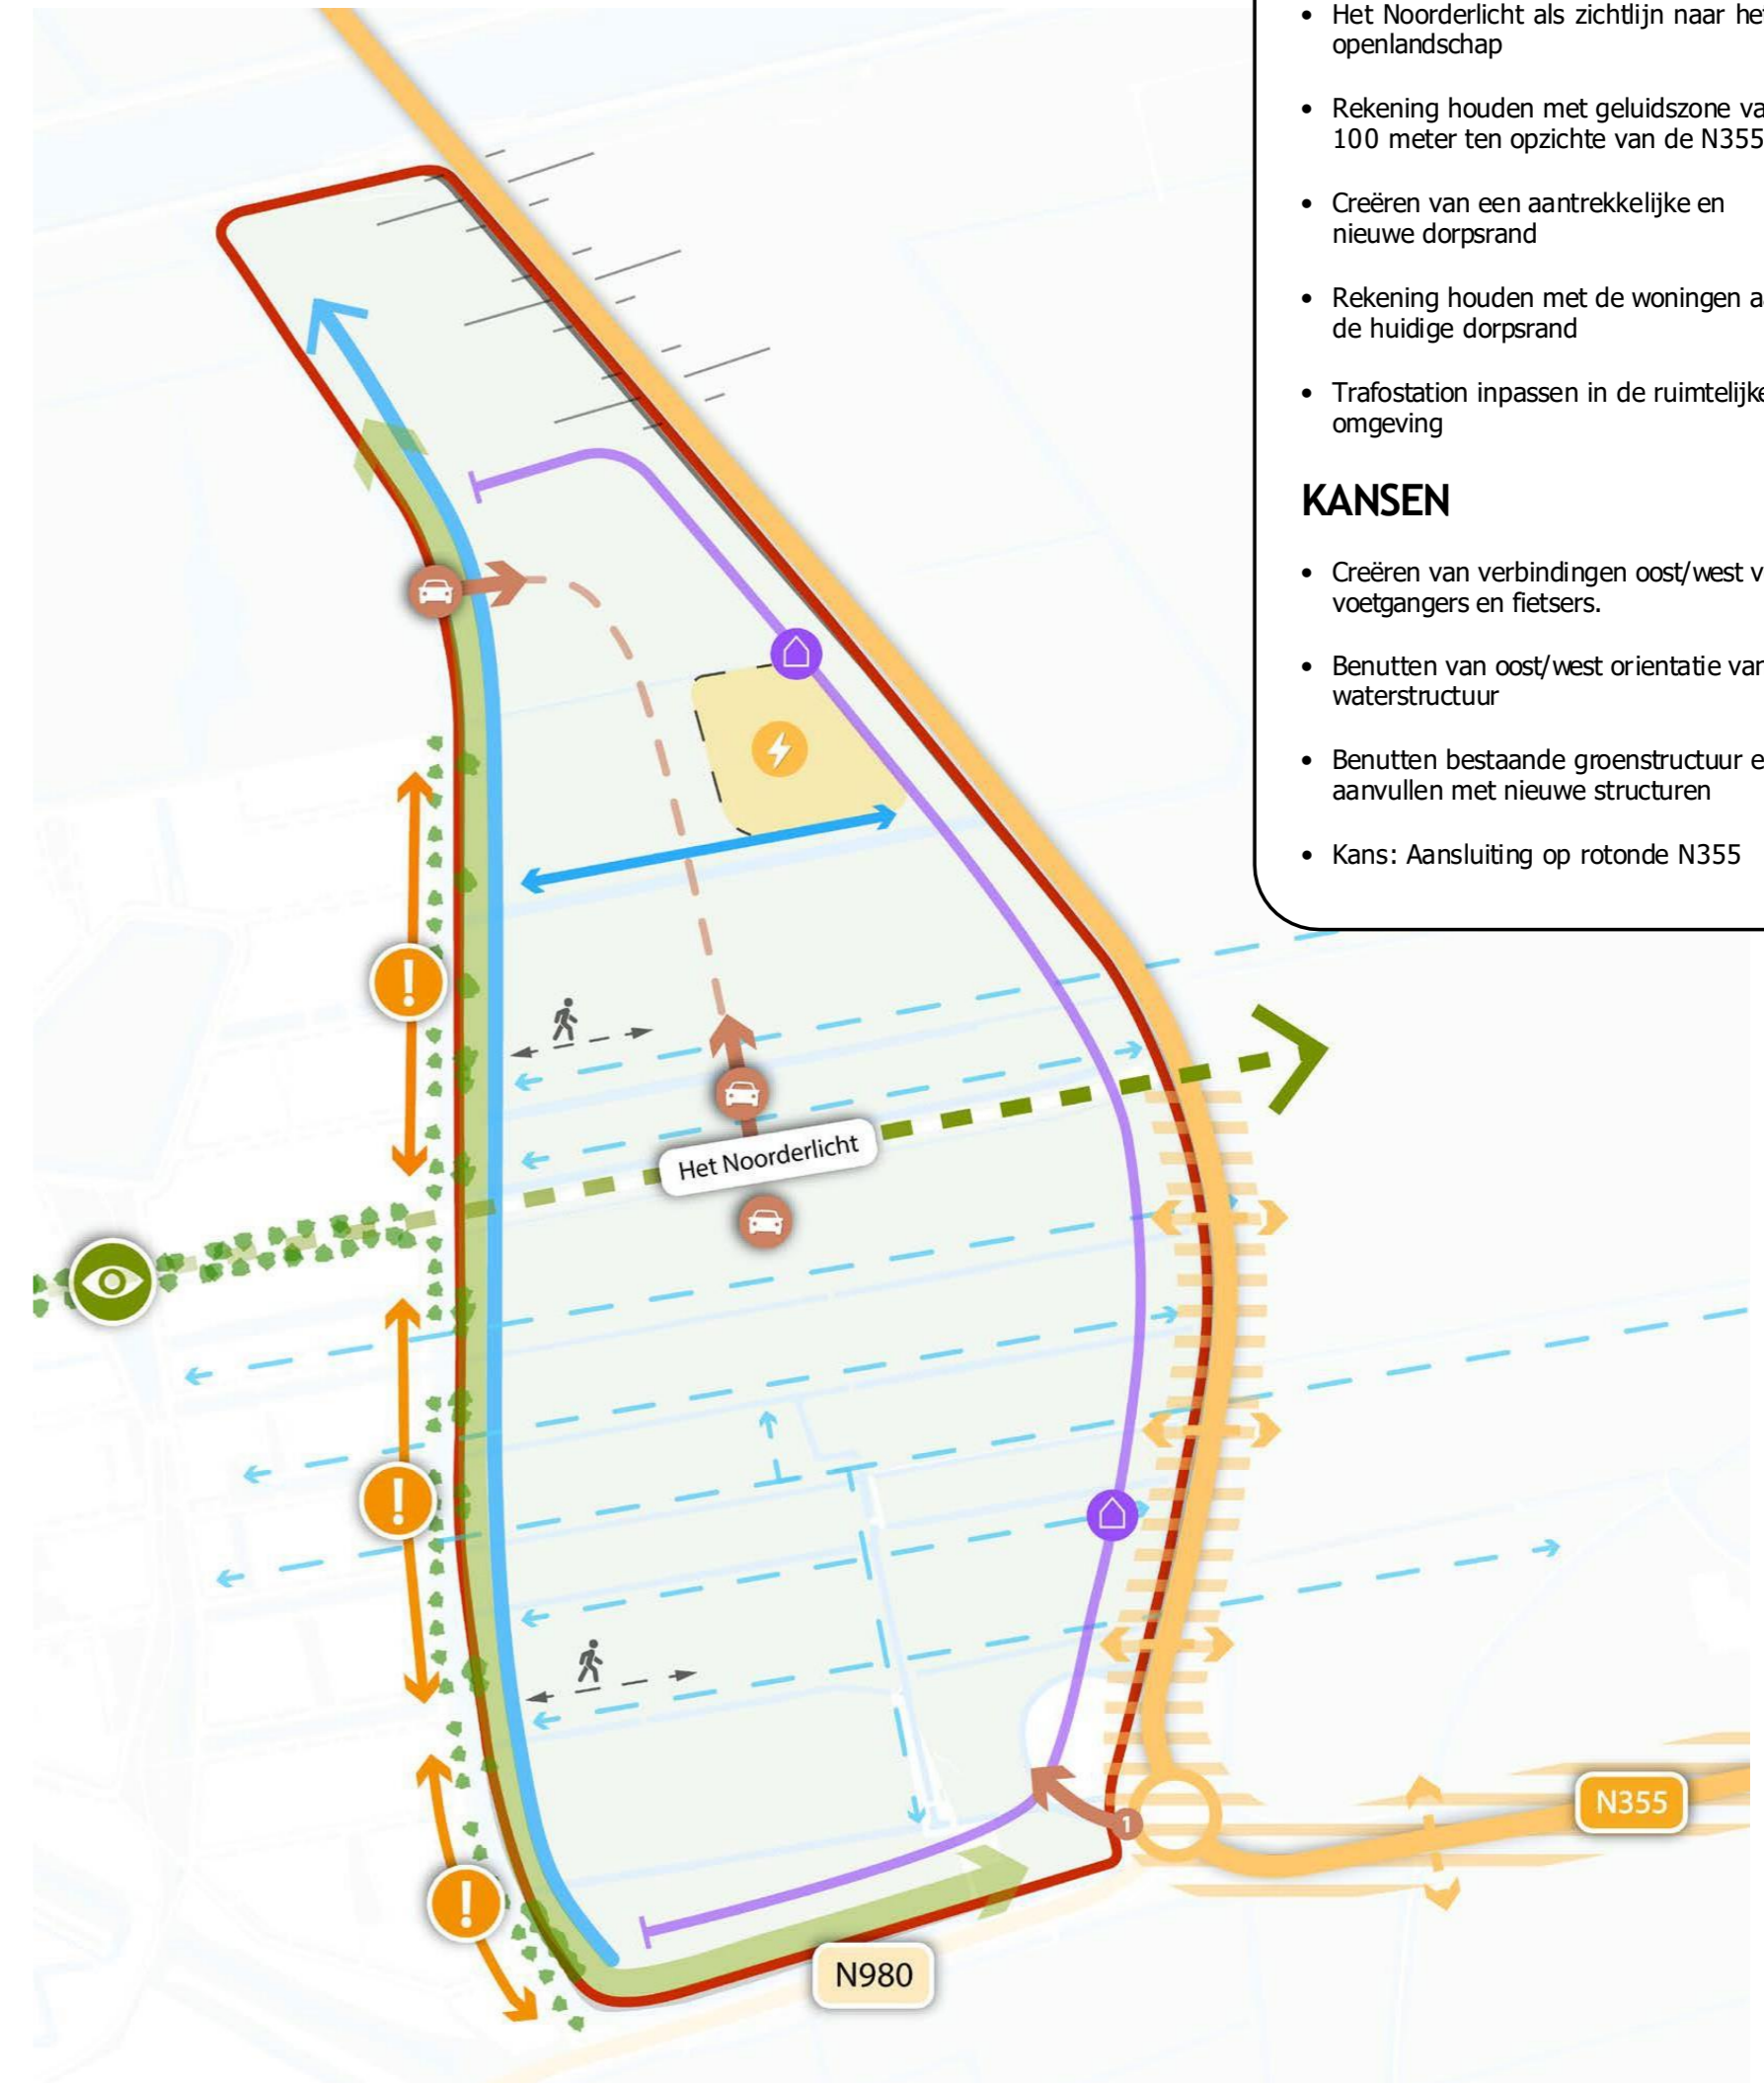 • Het Noorderlicht als zichtlijn naar he
openlandschap
• Rekening houden met geluidszone va
100 meter ten opzichte van de N355
• Creëren van een aantrekkelijke en
nieuwe dorpsrand
• Rekening houden met de woningen a
de huidige dorpsrand
• Trafostation inpassen in de ruimtelijke
omgeving
KANSEN
• Creëren van verbindingen oost/west v
voetgangers en fietsers.
• Benutten van oost/west orientatie van
waterstructuur
• Benutten bestaande groenstructuur e
aanvullen met nieuwe structuren
• Kans: Aansluiting op rotonde N355
!
Het Noorderlicht
!
N355
1
!
N980